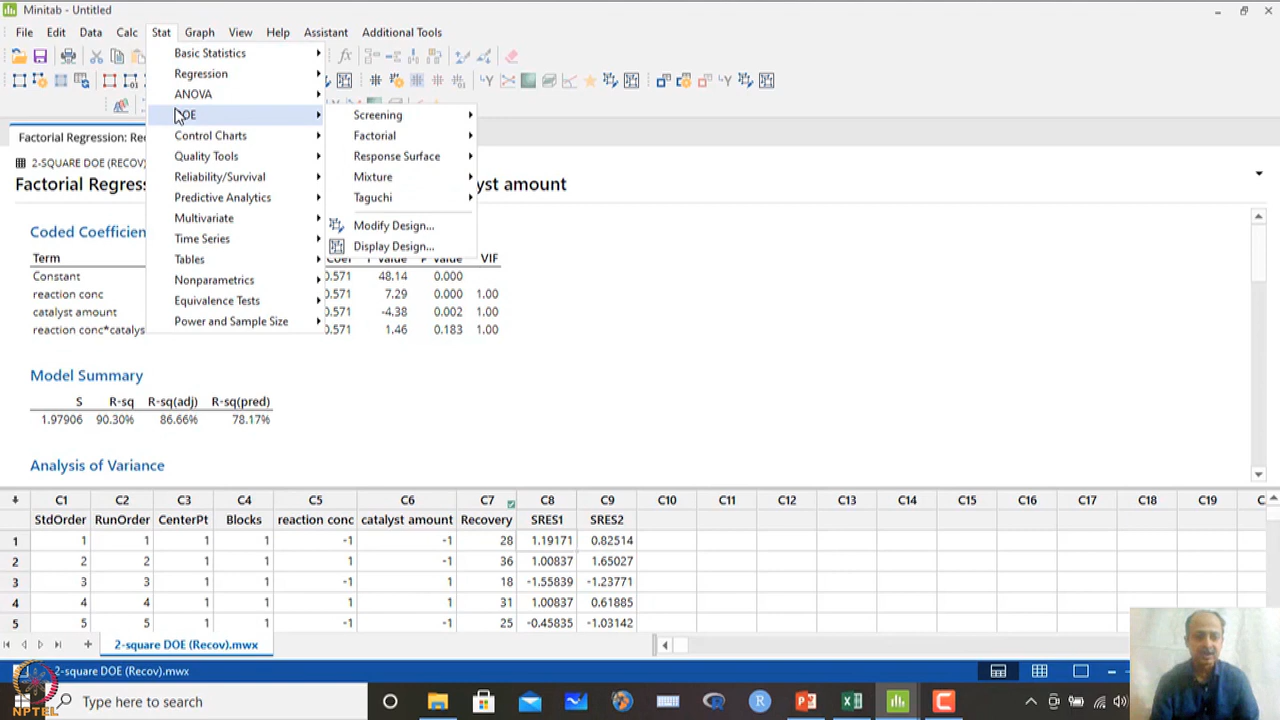 Minitab - Untitled
File Edit Data Calc Stat Graph View Help Assistant Additional Tools
Basic Statistics
Regression
ANOVA
DOE
Control Charts
Quality Tools
Reliability/Survival
Predictive Analytics
Multivariate
Time Series
Tables
Nonparametrics
Equivalence Tests
Power and Sample Size
Screening
Factorial
Response Surface
Mixture
Taguchi
Modify Design...
Display Design...
Factorial Regression: Rec
2-SQUARE DOE (RECOV)
Factorial Regres yst amount
Coded Coefficien
Term VIF
Constant 0.571 48.14 0.000
reaction conc 0.571 7.29 0.000 1.00
catalyst amount 0.571 -4.38 0.002 1.00
reaction conc*catalys 0.571 1.46 0.183 1.00
Model Summary
S R-sq R-sq(adj) R-sq(pred)
1.97906 90.30% 86.66% 78.17%
Analysis of Variance
C1 C2 C3 C4 C5 C6 C7 C8 C9 C10 C11 C12 C13 C14 C15 C16 C17 C18 C19
StdOrder RunOrder CenterPt Blocks reaction conc catalyst amount Recovery SRES1 SRES2
1 1 1 1 1 -1 -1 28 1.19171 0.82514
2 2 2 1 1 1 -1 36 1.00837 1.65027
3 3 3 1 1 -1 1 18 -1.55839 -1.23771
4 4 4 1 1 1 1 31 1.00837 0.61885
5 5 5 1 1 -1 -1 25 -0.45835 -1.03142
2-square DOE (Recov).mwx
2-square DOE (Recov).mwx
Type here to search
NPTEL